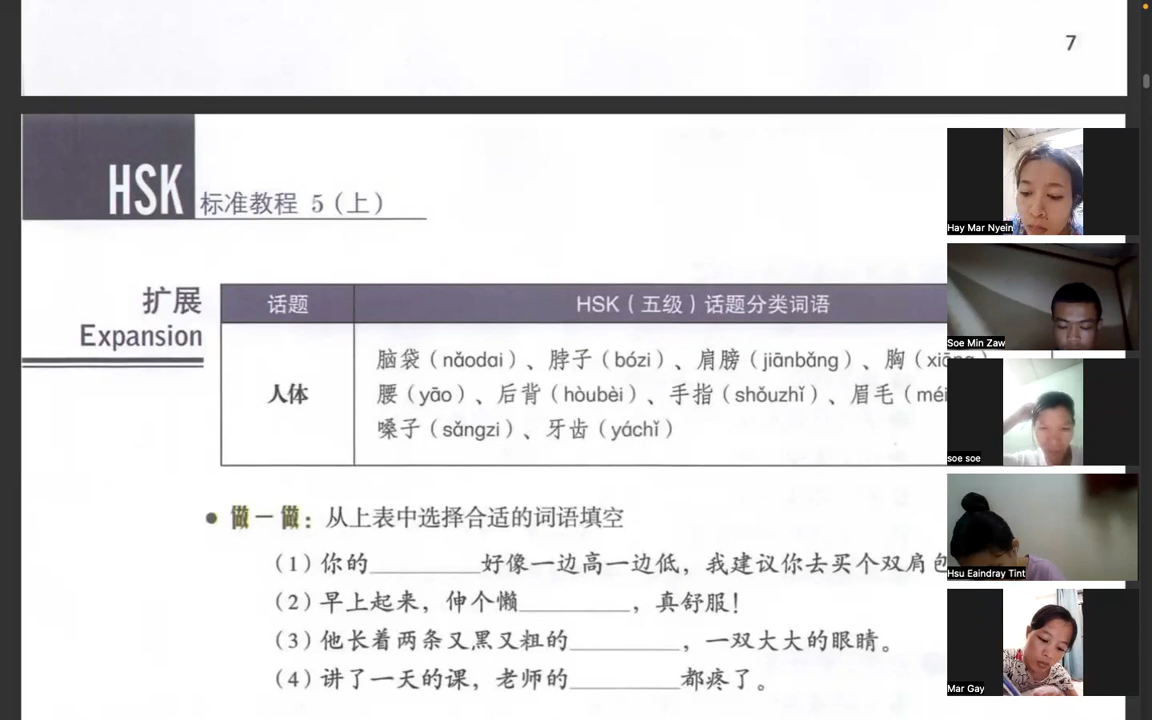 7
HSK 标准教程 5（上）
扩展
Expansion
话题 HSK（五级）话题分类词语
人体
脑袋（nǎodai）、脖子（bózi）、肩膀（jiānbǎng）、胸（xiōng）
腰（yāo）、后背（hòubèi）、手指（shǒuzhǐ）、眉毛（méi
嗓子（sǎngzi）、牙齿（yáchǐ）
● 做一做：从上表中选择合适的词语填空
（1）你的________好像一边高一边低，我建议你去买个双肩包
（2）早上起来，伸个懒________，真舒服！
（3）他长着两条又黑又粗的________，一双大大的眼睛。
（4）讲了一天的课，老师的________都疼了。
Hay Mar Nyein
Soe Min Zaw
soe soe
Hsu Eaindray Tint
Mar Gay